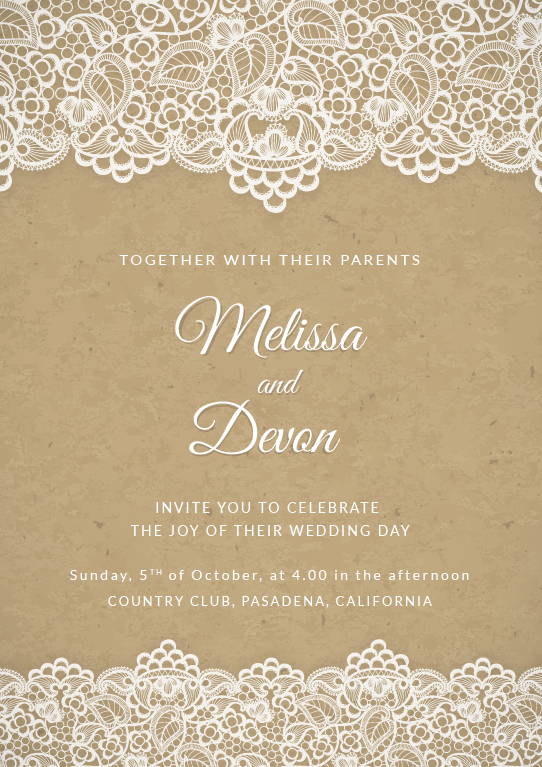 TOGETHER WITH THEIR PARENTS
Melissa
and
Devon
INVITE YOU TO CELEBRATE
THE JOY OF THEIR WEDDING DAY
Sunday, 5TH of October, at 4.00 in the afternoon
COUNTRY CLUB, PASADENA, CALIFORNIA